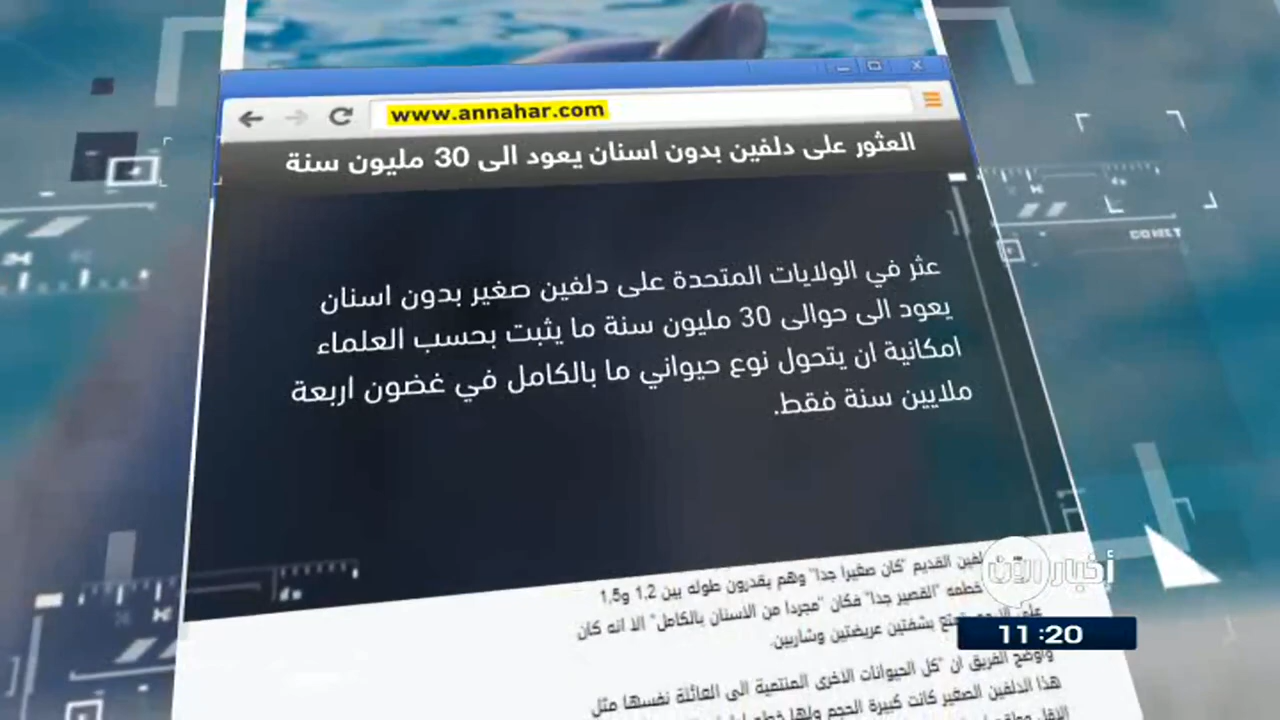 www.annahar.com
العثور على دلفين بدون اسنان يعود الى 30 مليون سنة
COMET
عثر في الولايات المتحدة على دلفين صغير بدون اسنان
يعود الى حوالى 30 مليون سنة ما يثبت بحسب العلماء
امكانية ان يتحول نوع حيواني ما بالكامل في غضون اربعة
ملايين سنة فقط.
القديم "كان صغيرا جدا" وهم يقدرون طوله بين 1,2 و1,5
"القصير جدا" فكان "مجردا من الاسنان بالكامل" الا انه كان
بشفتين عريضتين وشاربين.
واوضح الفريق ان "كل الحيوانات الاخرى المنتمية الى العائلة نفسها مثل
هذا الدلفين الصغير كانت كبيرة الحجم ولها خطم
أخبار الآن
11:20